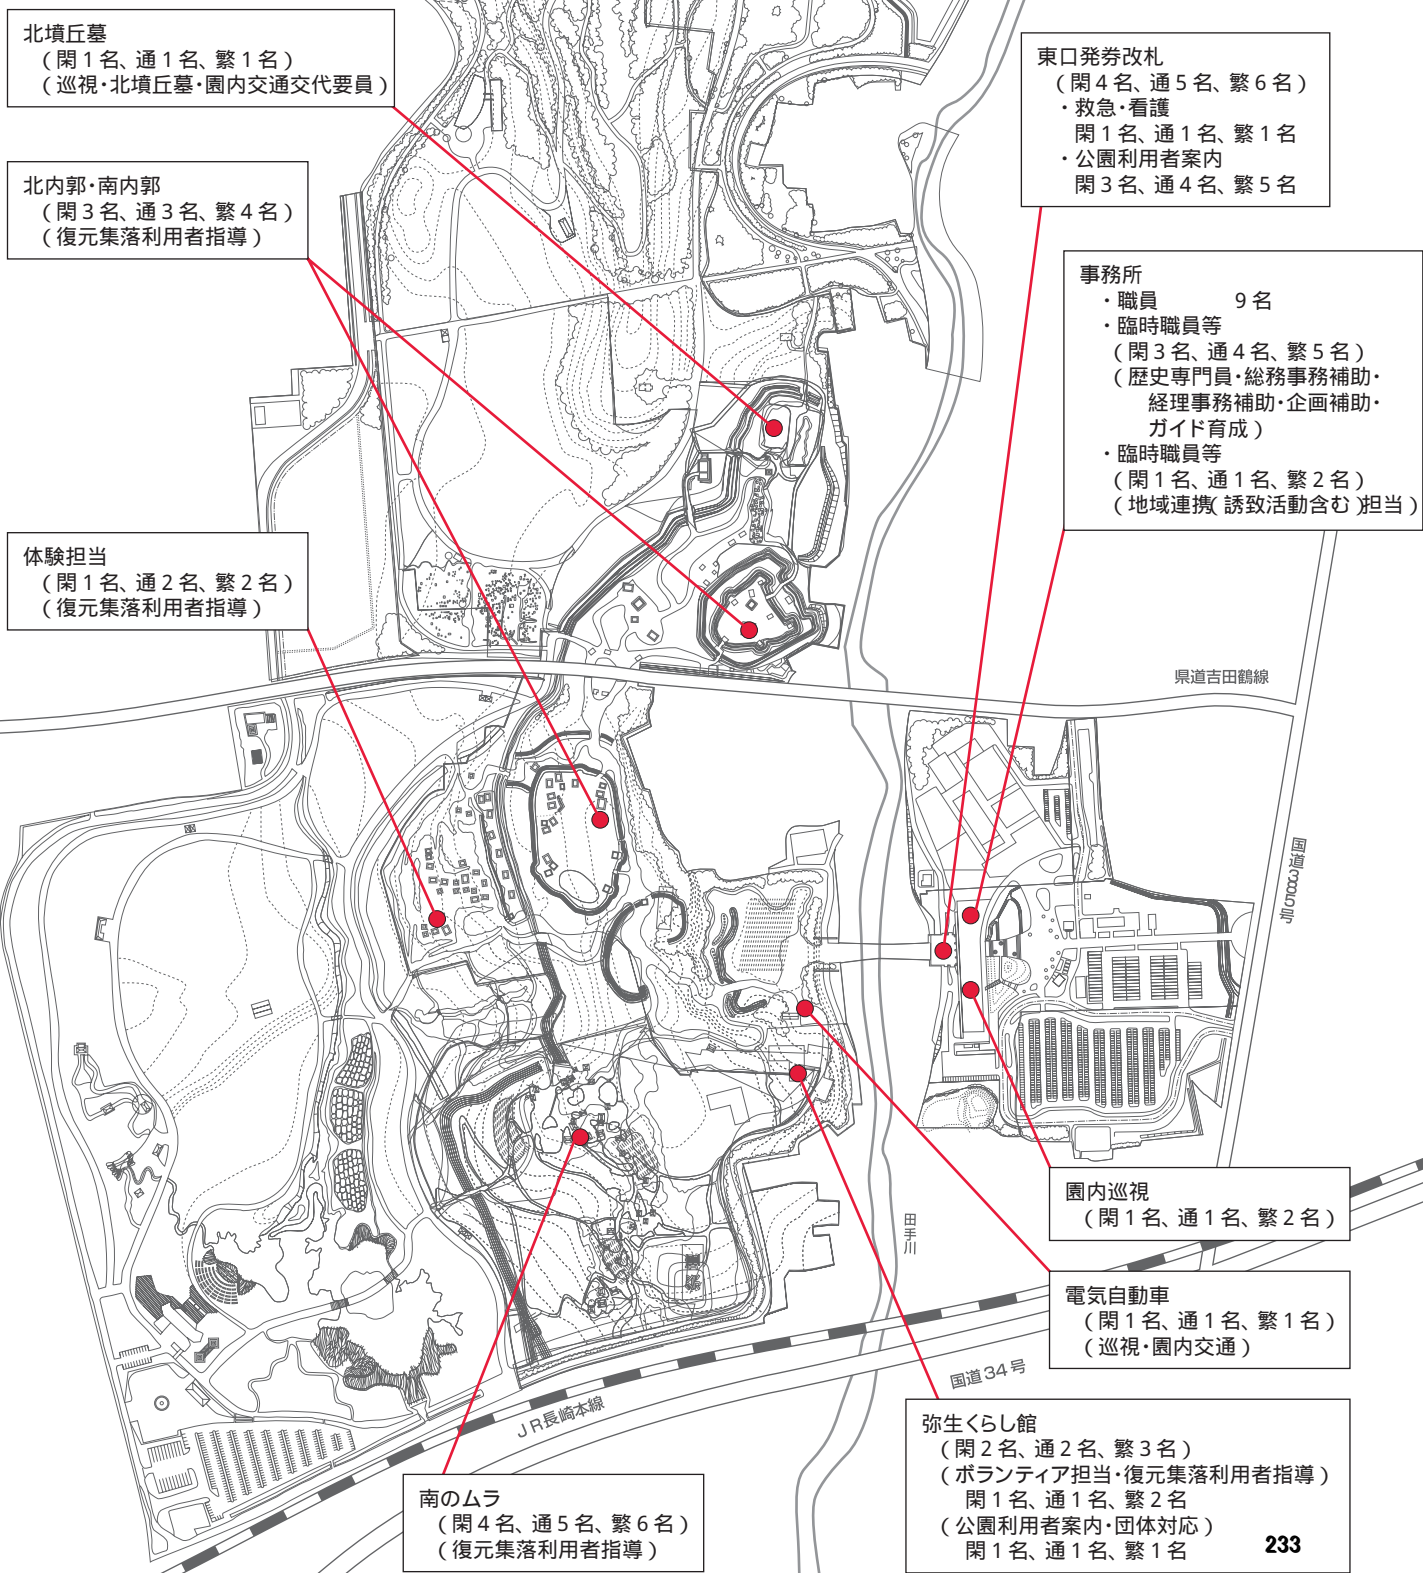 北墳丘墓
（閑１名、通１名、繁１名）
（巡視・北墳丘墓・園内交通交代要員）
北内郭・南内郭
（閑３名、通３名、繁４名）
（復元集落利用者指導）
体験担当
（閑１名、通２名、繁２名）
（復元集落利用者指導）
東口発券改札
（閑４名、通５名、繁６名）
・救急・看護
閑１名、通１名、繁１名
・公園利用者案内
閑３名、通４名、繁５名
事務所
・職員　　　９名
・臨時職員等
（閑３名、通４名、繁５名）
（歴史専門員・総務事務補助・
経理事務補助・企画補助・
ガイド育成）
・臨時職員等
（閑１名、通１名、繁２名）
（地域連携（誘致活動含む）担当）
県道吉田鶴線
国道385号
田手川
園内巡視
（閑１名、通１名、繁２名）
電気自動車
（閑１名、通１名、繁１名）
（巡視・園内交通）
国道34号
JR長崎本線
弥生くらし館
（閑２名、通２名、繁３名）
（ボランティア担当・復元集落利用者指導）
閑１名、通１名、繁２名
（公園利用者案内・団体対応）
閑１名、通１名、繁１名
南のムラ
（閑４名、通５名、繁６名）
（復元集落利用者指導）
233